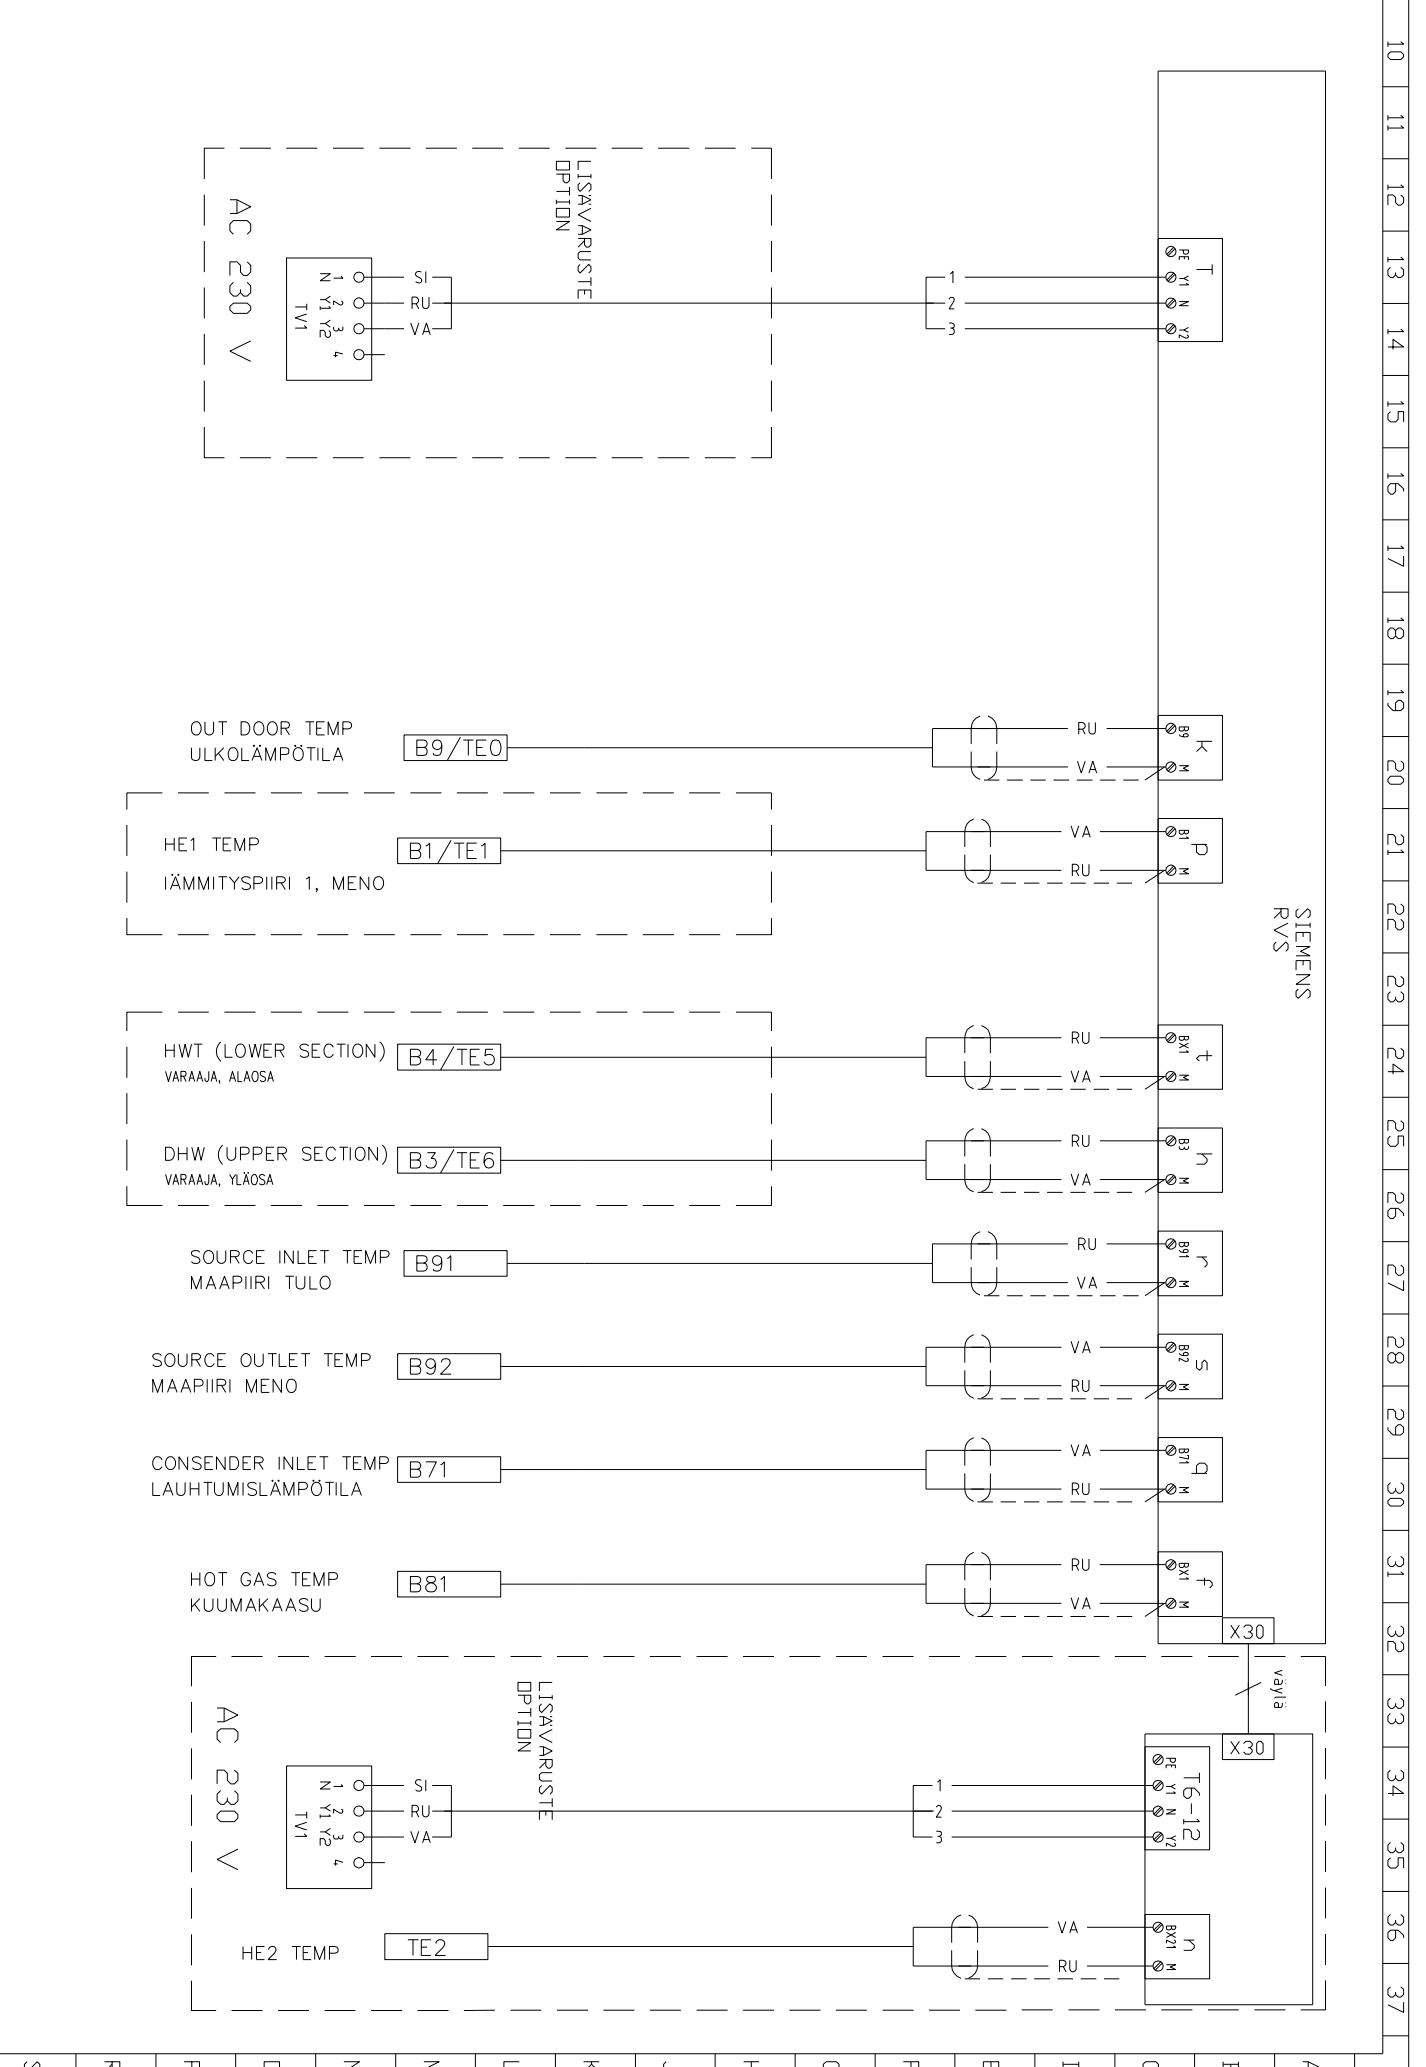 10
11
12
13
14
15
16
17
18
19
20
21
22
23
24
25
26
27
28
29
30
31
32
33
34
35
36
37
LISÄVARUSTE
OPTION
AC 230 V
1 N
2 Y1
3 Y2
4
TV1
SI
RU
VA
1
2
3
T
PE
Y1
N
Y2
SIEMENS
RVS
OUT DOOR TEMP
ULKOLÄMPÖTILA
B9/TE0
RU
VA
B9
M
k
HE1 TEMP
IÄMMITYSPIIRI 1, MENO
B1/TE1
VA
RU
B1
M
p
HWT (LOWER SECTION)
VARAAJA, ALAOSA
B4/TE5
RU
VA
BX1
M
t
DHW (UPPER SECTION)
VARAAJA, YLÄOSA
B3/TE6
RU
VA
B3
M
h
SOURCE INLET TEMP
MAAPIIRI TULO
B91
RU
VA
B91
M
r
SOURCE OUTLET TEMP
MAAPIIRI MENO
B92
VA
RU
B92
M
s
CONSENDER INLET TEMP
LAUHTUMISLÄMPÖTILA
B71
VA
RU
B71
M
q
HOT GAS TEMP
KUUMAKAASU
B81
RU
VA
BX1
M
f
X30
väylä
X30
LISÄVARUSTE
OPTION
AC 230 V
1 N
2 Y1
3 Y2
4
TV1
SI
RU
VA
1
2
3
T6-12
PE
Y1
N
Y2
HE2 TEMP
TE2
VA
RU
BX21
M
n